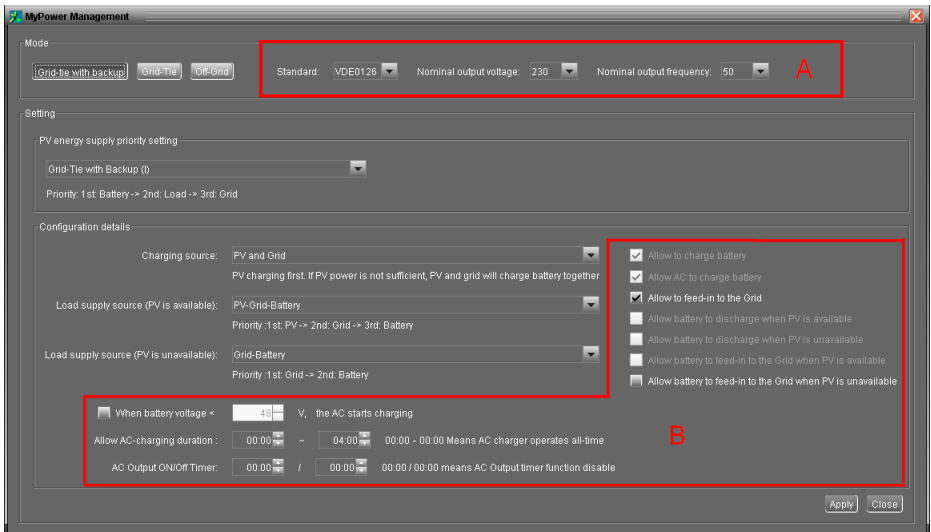 MyPower Management
Mode
Grid-tie with backup Grid-Tie Off-Grid Standard: VDE0126 Nominal output voltage: 230 Nominal output frequency: 50 A
Setting
PV energy supply priority setting
Grid-Tie with Backup (I)
Priority: 1st: Battery -> 2nd: Load -> 3rd: Grid
Configuration details
Charging source: PV and Grid
PV charging first. If PV power is not sufficient, PV and grid will charge battery together
Load supply source (PV is available): PV-Grid-Battery
Priority :1st: PV-> 2nd: Grid -> 3rd: Battery
Load supply source (PV is unavailable): Grid-Battery
Priority :1st: Grid -> 2nd: Battery
Allow to charge battery
Allow AC to charge battery
Allow to feed-in to the Grid
Allow battery to discharge when PV is available
Allow battery to discharge when PV is unavailable
Allow battery to feed-in to the Grid when PV is available
Allow battery to feed-in to the Grid when PV is unavailable
When battery voltage < 48 V, the AC starts charging
Allow AC-charging duration : 00:00 – 04:00 00:00 - 00:00 Means AC charger operates all-time
B
AC Output ON/Off Timer: 00:00 / 00:00 00:00 / 00:00 means AC Output timer function disable
Apply Close